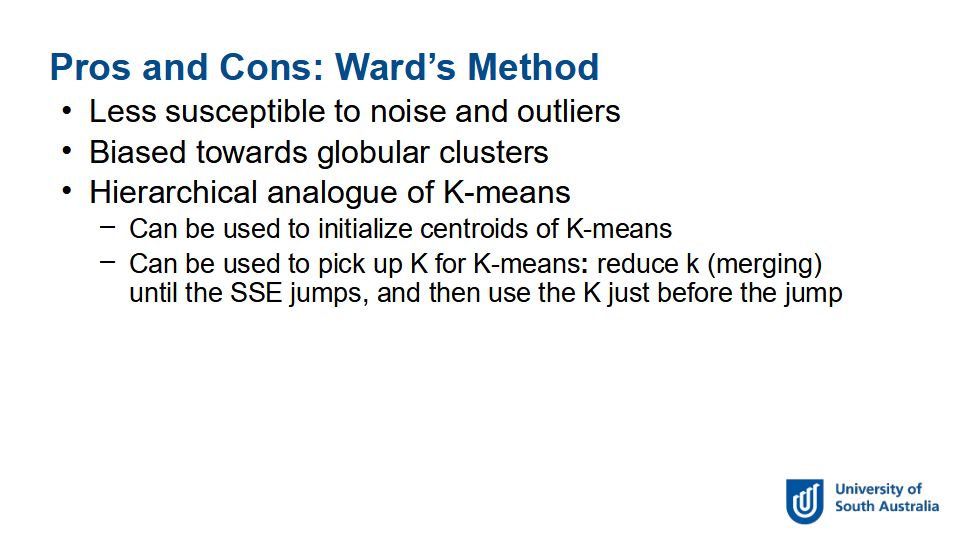 Pros and Cons: Ward’s Method
• Less susceptible to noise and outliers
• Biased towards globular clusters
• Hierarchical analogue of K-means
– Can be used to initialize centroids of K-means
– Can be used to pick up K for K-means: reduce k (merging)
until the SSE jumps, and then use the K just before the jump
University of
South Australia